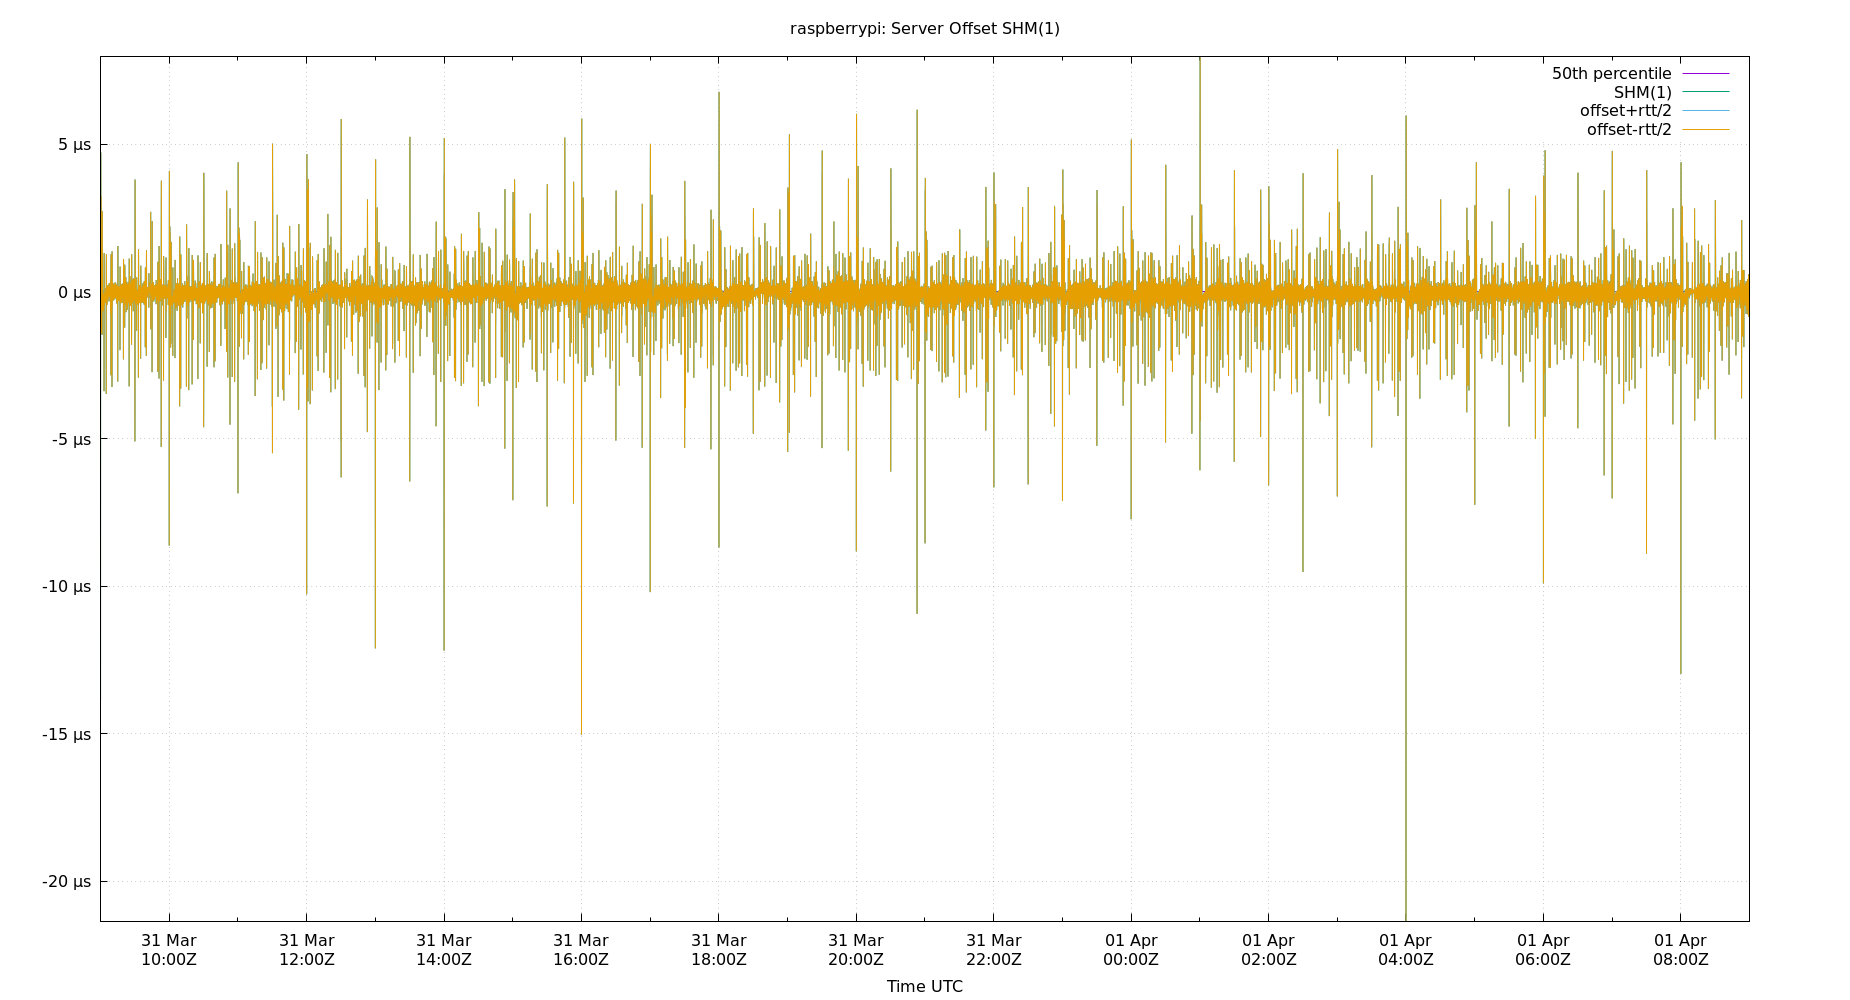 raspberrypi: Server Offset SHM(1)
50th percentile
SHM(1)
offset+rtt/2
offset-rtt/2
5 µs
0 µs
-5 µs
-10 µs
-15 µs
-20 µs
31 Mar 31 Mar 31 Mar 31 Mar 31 Mar 31 Mar 31 Mar 01 Apr 01 Apr 01 Apr 01 Apr 01 Apr
10:00Z 12:00Z 14:00Z 16:00Z 18:00Z 20:00Z 22:00Z 00:00Z 02:00Z 04:00Z 06:00Z 08:00Z
Time UTC